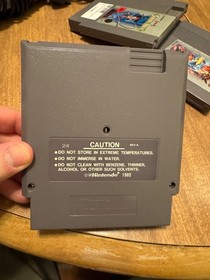 24 CAUTION REV-A
•DO NOT STORE IN EXTREME TEMPERATURES.
•DO NOT IMMERSE IN WATER.
•DO NOT CLEAN WITH BENZENE, THINNER,
ALCOHOL OR OTHER SUCH SOLVENTS.
©Nintendo 1985